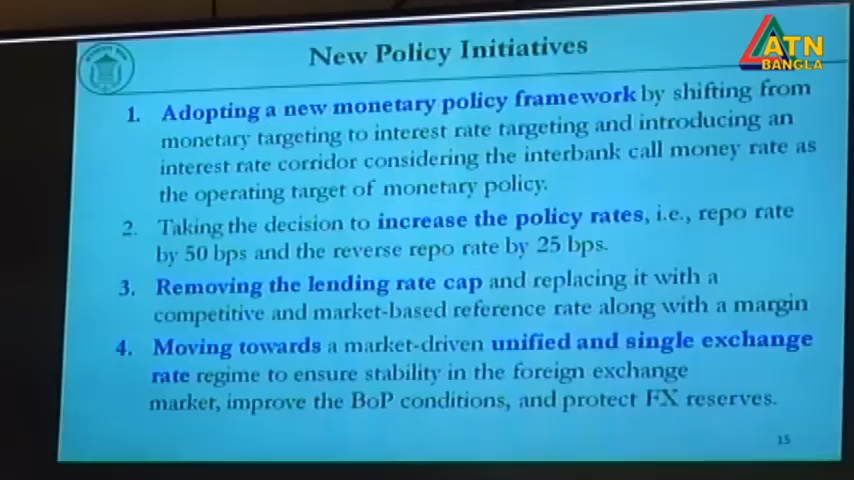 New Policy Initiatives
ATN
BANGLA
1. Adopting a new monetary policy framework by shifting from
monetary targeting to interest rate targeting and introducing an
interest rate corridor considering the interbank call money rate as
the operating target of monetary policy.
2. Taking the decision to increase the policy rates, i.e., repo rate
by 50 bps and the reverse repo rate by 25 bps.
3. Removing the lending rate cap and replacing it with a
competitive and market-based reference rate along with a margin
4. Moving towards a market-driven unified and single exchange
rate regime to ensure stability in the foreign exchange
market, improve the BoP conditions, and protect FX reserves.
15